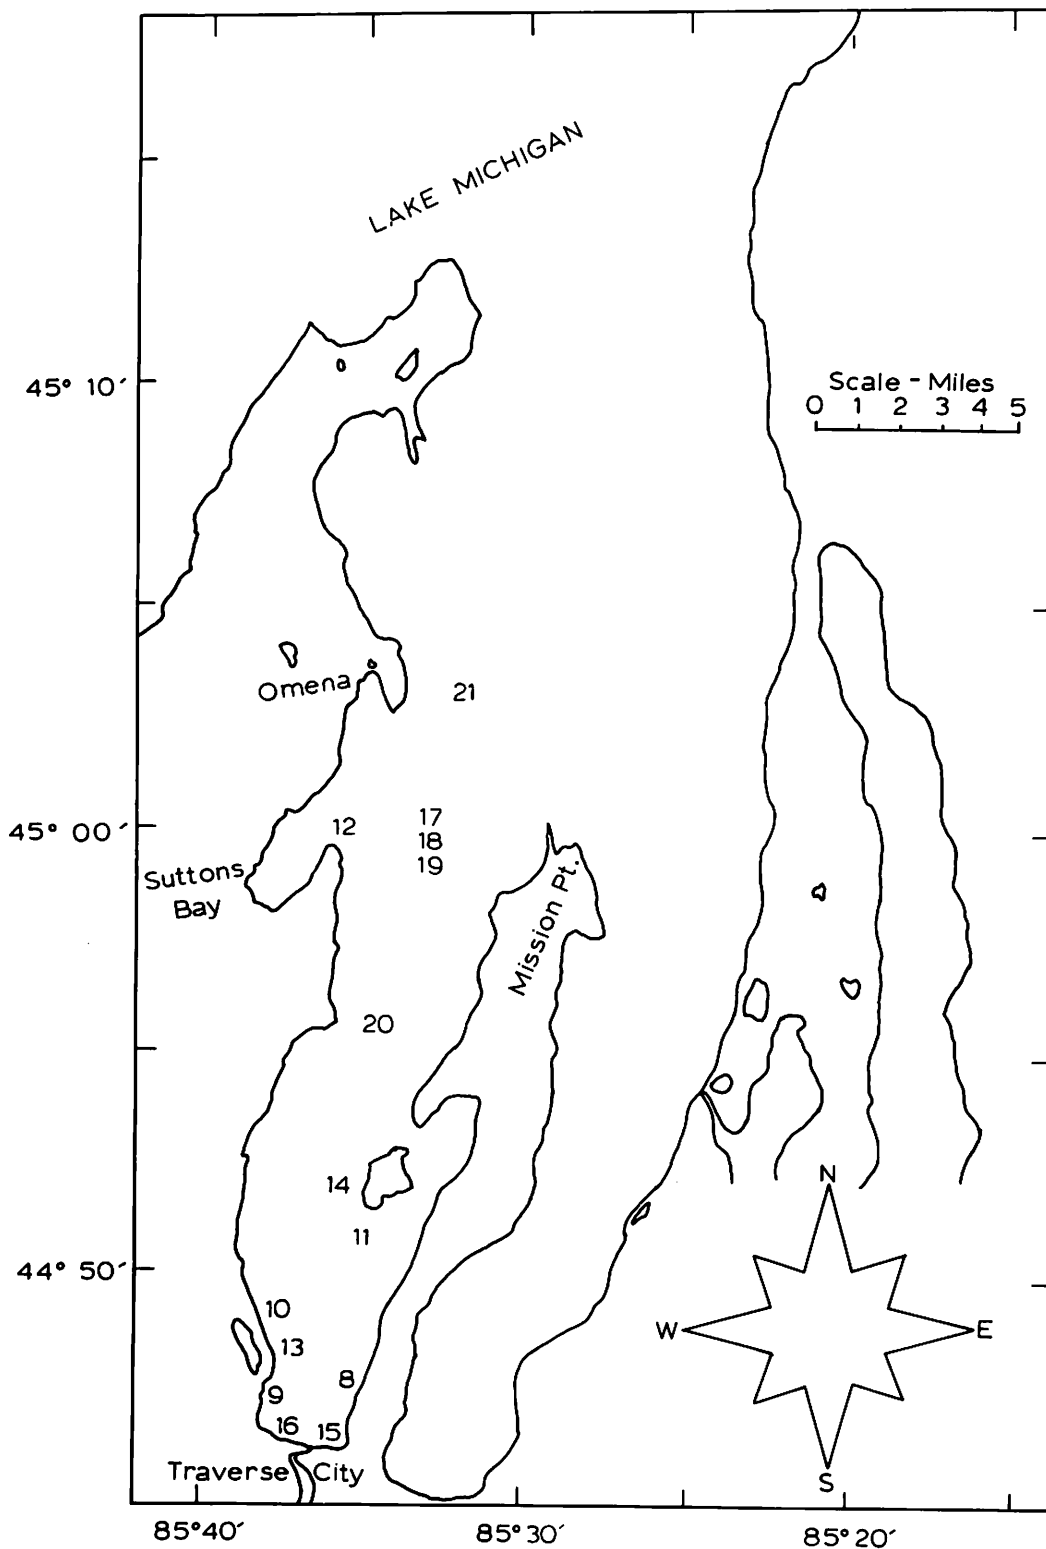 LAKE MICHIGAN
45° 10′
Scale - Miles
0 1 2 3 4 5
Omena
21
45° 00′
12
17
18
19
Suttons
Bay
Mission Pt.
20
14
11
N
44° 50′
10
13
W
E
8
9
16
15
Traverse City
S
85° 40′
85° 30′
85° 20′